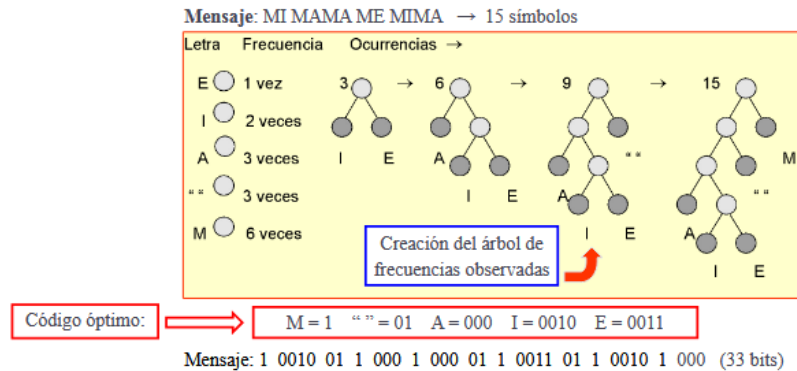 Mensaje: MI MAMA ME MIMA → 15 símbolos
Letra Frecuencia Ocurrencias →
E 1 vez 3 → 6 → 9 → 15
I 2 veces
A 3 veces I E A “ ” M
“ ” 3 veces I E A “ ”
M 6 veces I E A
Creación del árbol de
frecuencias observadas
I E
Código óptimo: M = 1 “ ” = 01 A = 000 I = 0010 E = 0011
Mensaje: 1 0010 01 1 000 1 000 01 1 0011 01 1 0010 1 000 (33 bits)